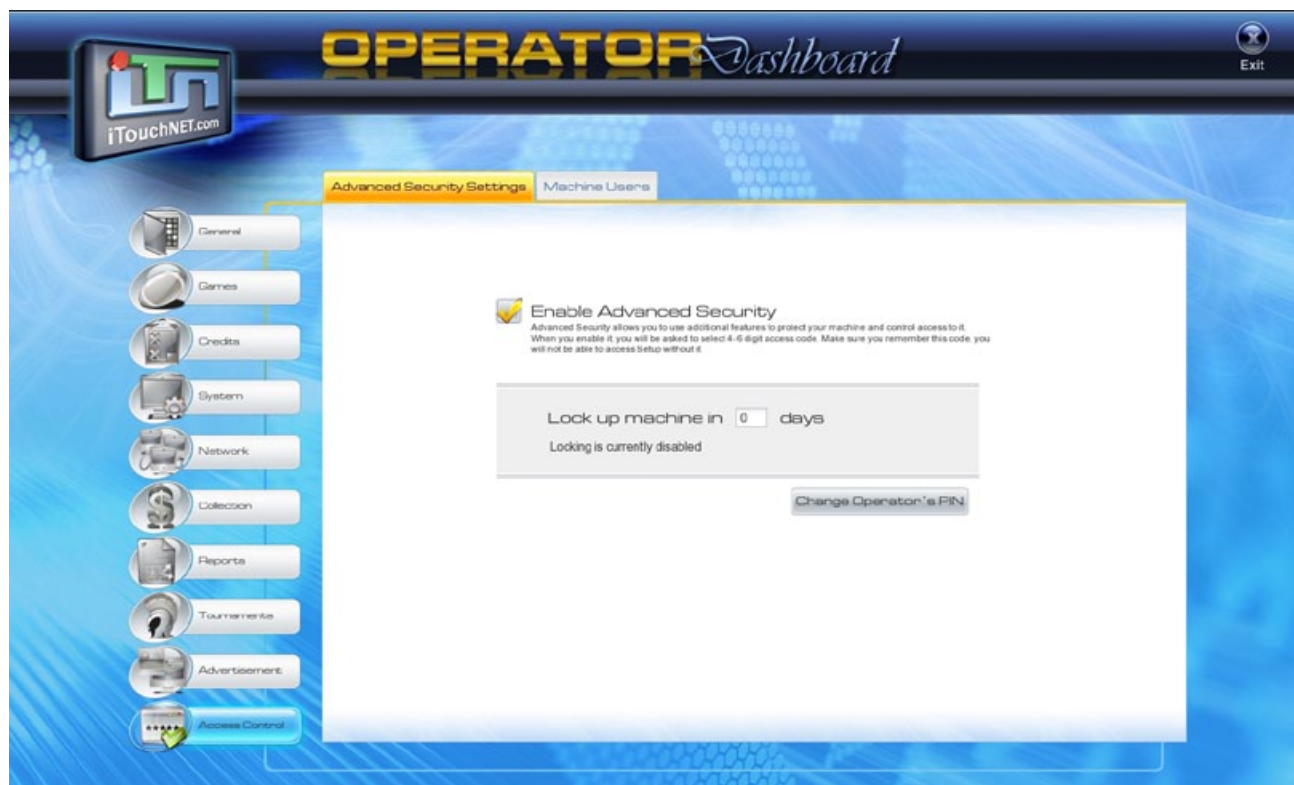 OPERATOR Dashboard
Exit
iTn
iTouchNET.com
Advanced Security Settings
Machine Users
General
Games
Credits
System
Network
Collection
Reports
Tournaments
Advertisement
Access Control
Enable Advanced Security
Advanced Security allows you to use additional features to protect your machine and control access to it.
When you enable it, you will be asked to select 4-6 digit access code. Make sure you remember this code, you
will not be able to access Setup without it.
Lock up machine in 0 days
Locking is currently disabled
Change Operator's PIN